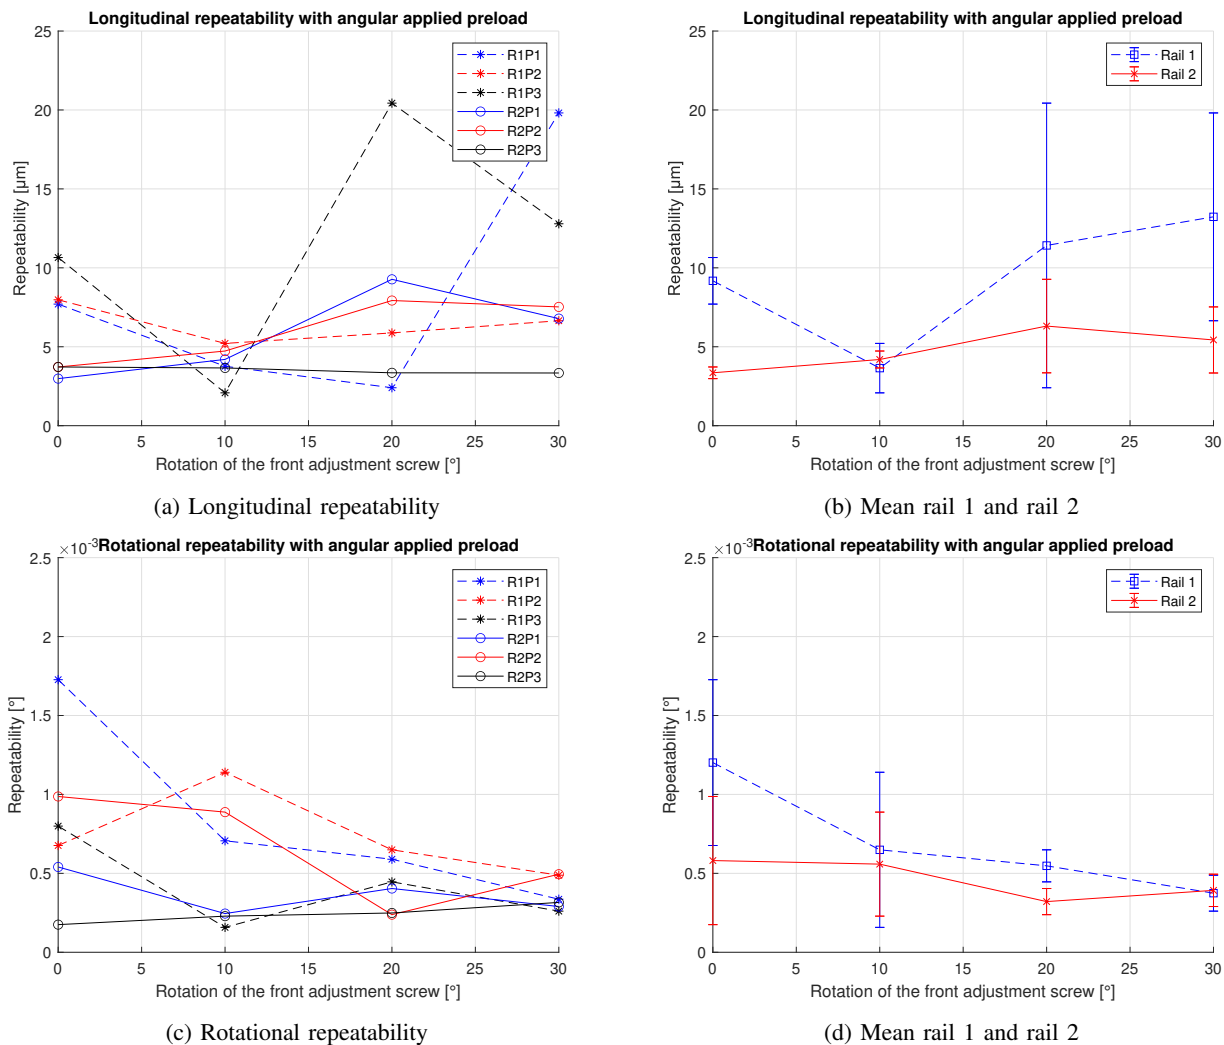 Longitudinal repeatability with angular applied preload
25
20
15
10
5
0
Repeatability [µm]
R1P1
R1P2
R1P3
R2P1
R2P2
R2P3
0 5 10 15 20 25 30
Rotation of the front adjustment screw [°]
(a) Longitudinal repeatability
Longitudinal repeatability with angular applied preload
25
20
15
10
5
0
Repeatability [µm]
Rail 1
Rail 2
0 5 10 15 20 25 30
Rotation of the front adjustment screw [°]
(b) Mean rail 1 and rail 2
×10-3 Rotational repeatability with angular applied preload
2.5
2
1.5
1
0.5
0
Repeatability [°]
R1P1
R1P2
R1P3
R2P1
R2P2
R2P3
0 5 10 15 20 25 30
Rotation of the front adjustment screw [°]
(c) Rotational repeatability
×10-3 Rotational repeatability with angular applied preload
2.5
2
1.5
1
0.5
0
Repeatability [°]
Rail 1
Rail 2
0 5 10 15 20 25 30
Rotation of the front adjustment screw [°]
(d) Mean rail 1 and rail 2